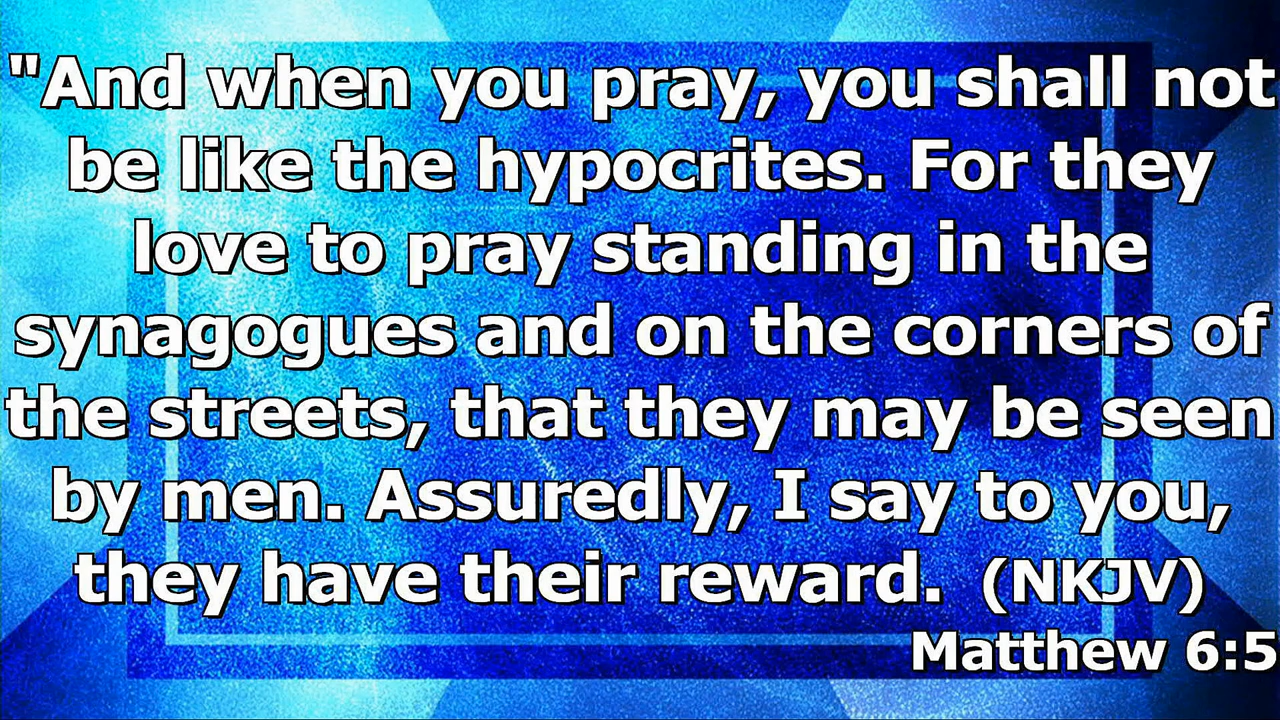 "And when you pray, you shall not
be like the hypocrites. For they
love to pray standing in the
synagogues and on the corners of
the streets, that they may be seen
by men. Assuredly, I say to you,
they have their reward. (NKJV)
Matthew 6:5